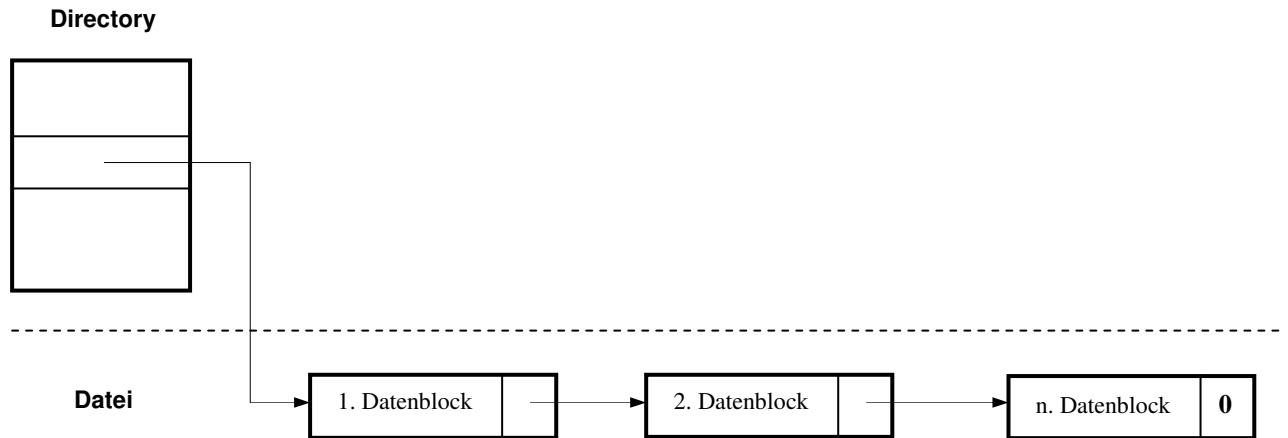 Directory
Datei
1. Datenblock
2. Datenblock
n. Datenblock
0